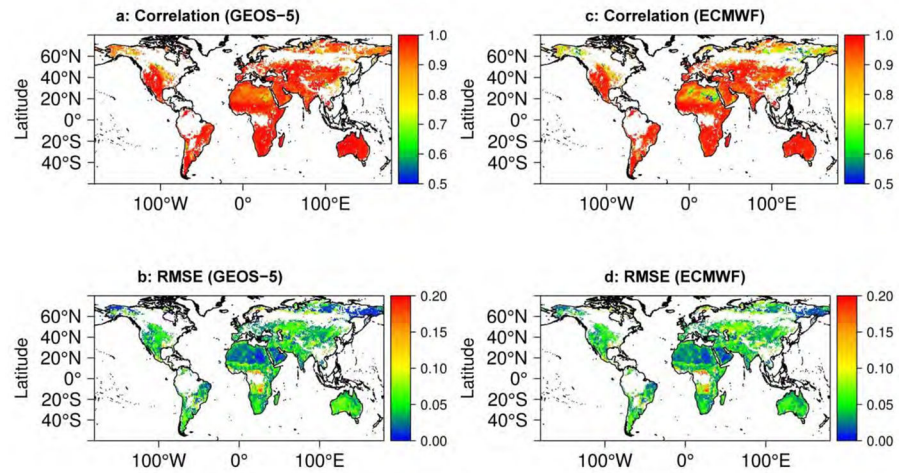 a: Correlation (GEOS−5)
Latitude
60°N
40°N
20°N
0°
20°S
40°S
100°W
0°
100°E
1.0
0.9
0.8
0.7
0.6
0.5
c: Correlation (ECMWF)
Latitude
60°N
40°N
20°N
0°
20°S
40°S
100°W
0°
100°E
1.0
0.9
0.8
0.7
0.6
0.5
b: RMSE (GEOS−5)
Latitude
60°N
40°N
20°N
0°
20°S
40°S
100°W
0°
100°E
0.20
0.15
0.10
0.05
0.00
d: RMSE (ECMWF)
Latitude
60°N
40°N
20°N
0°
20°S
40°S
100°W
0°
100°E
0.20
0.15
0.10
0.05
0.00